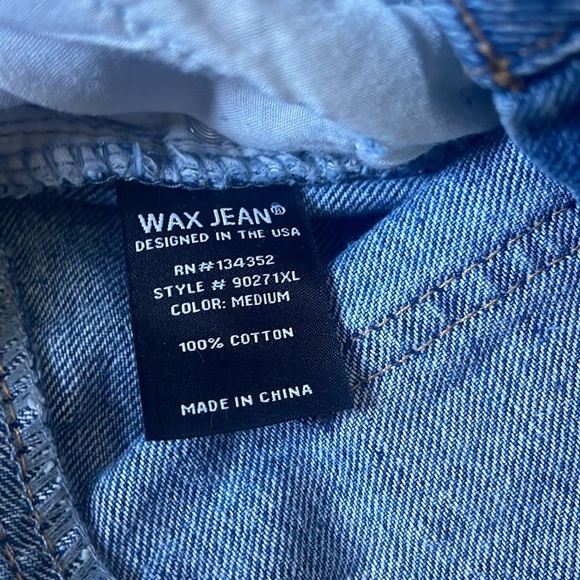 WAX JEAN®
DESIGNED IN THE USA
RN#134352
STYLE # 90271XL
COLOR: MEDIUM
100% COTTON
MADE IN CHINA